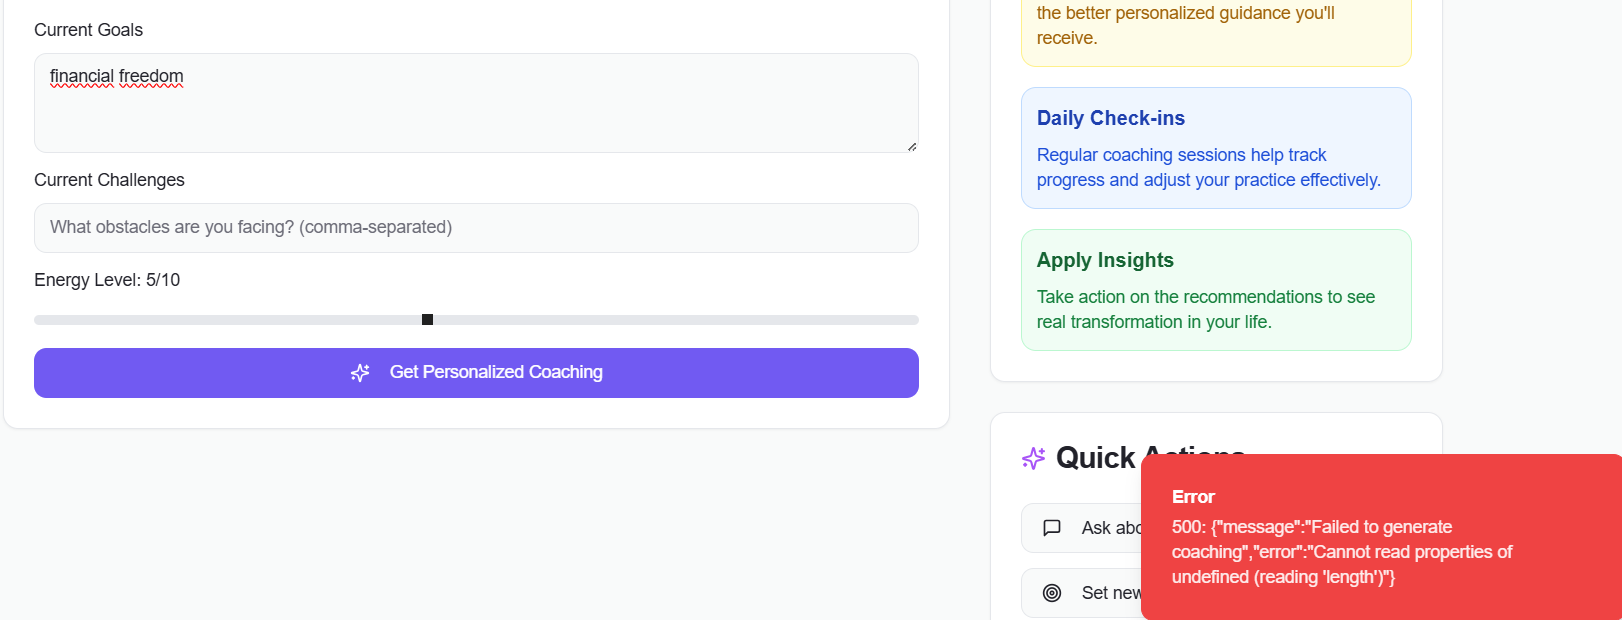 Current Goals
financial freedom
Current Challenges
What obstacles are you facing? (comma-separated)
Energy Level: 5/10
Get Personalized Coaching
the better personalized guidance you'll
receive.
Daily Check-ins
Regular coaching sessions help track
progress and adjust your practice effectively.
Apply Insights
Take action on the recommendations to see
real transformation in your life.
Quick Actions
Ask
Set new
Error
500: {"message":"Failed to generate
coaching","error":"Cannot read properties of
undefined (reading 'length')"}